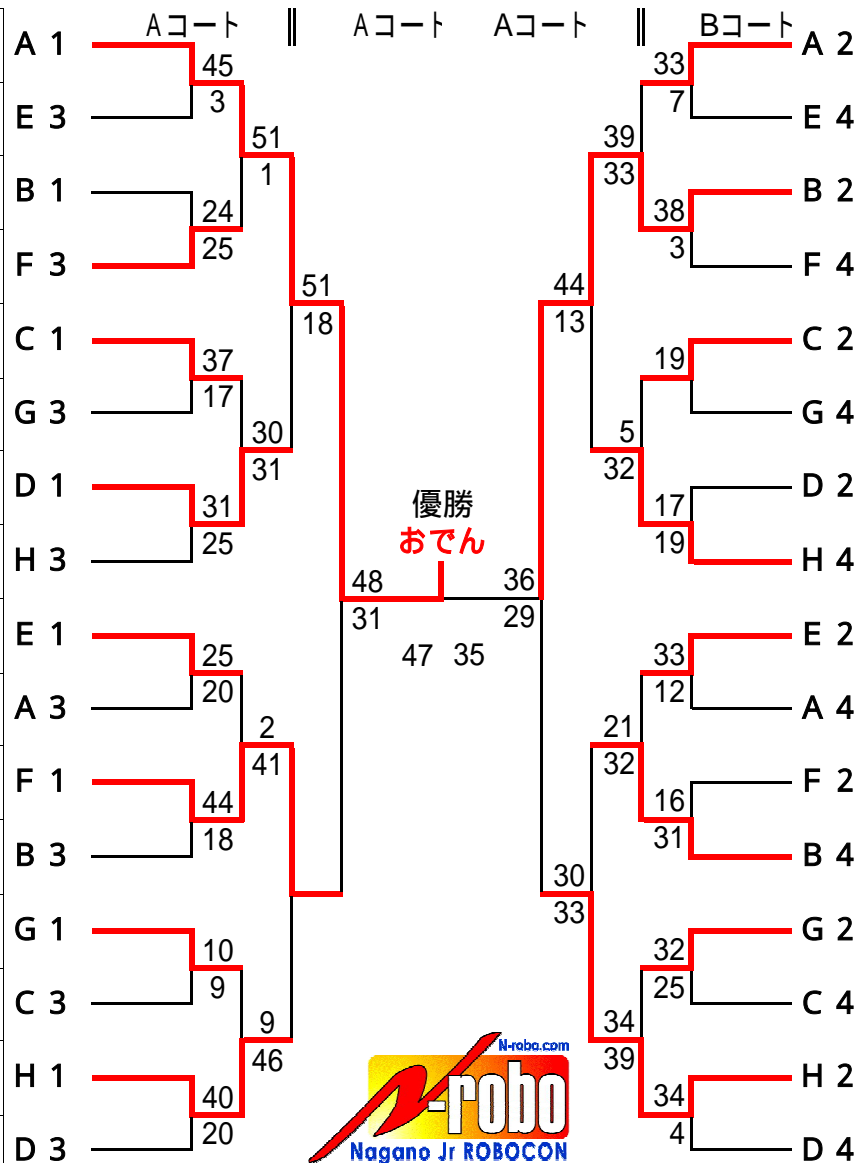 Aコート Aコート Aコート Bコート
A 1 45 33 A 2
E 3 3 7 E 4
51 39
1 33
B 1 24 38 B 2
F 3 25 3 F 4
51 44
18 13
C 1 37 19 C 2
G 3 17 G 4
30 5
31 32
D 1 31 17 D 2
H 3 25 19 H 4
優勝
おでん
48 36
31 29
47 35
E 1 25 33 E 2
A 3 20 12 A 4
2 21
41 32
F 1 44 16 F 2
B 3 18 31 B 4
30
33
G 1 10 32 G 2
C 3 9 25 C 4
9 34
46 39
H 1 40 34 H 2
D 3 20 4 D 4
N-robo.com
N-robo
Nagano Jr ROBOCON